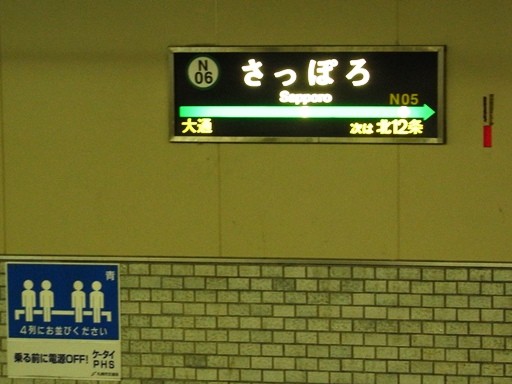 N
06
さっぽろ
Sapporo
N05
大通
次は 北12条
青
4列にお並びください
乗る前に電源OFF! ケータイ
PHS